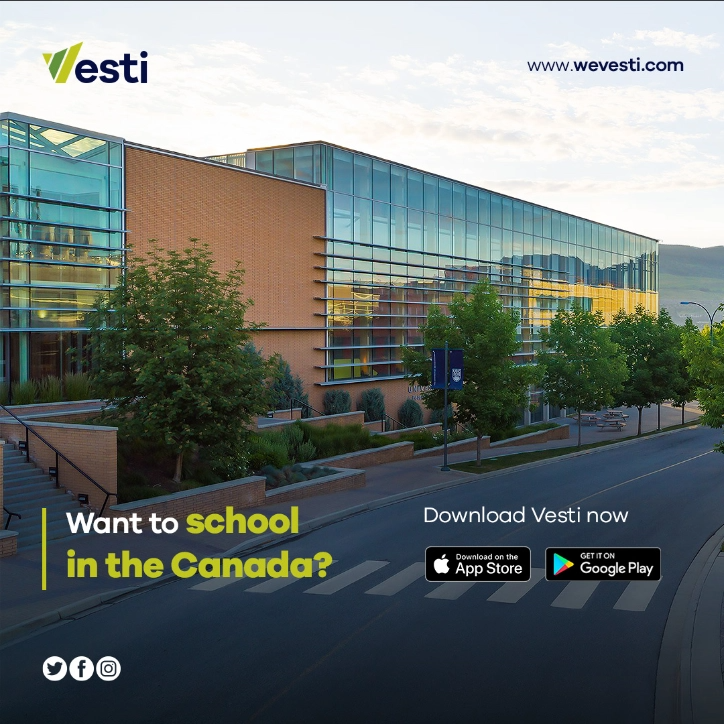 Vesti
www.wevesti.com
Want to school
in the Canada?
Download Vesti now
Download on the
App Store
GET IT ON
Google Play